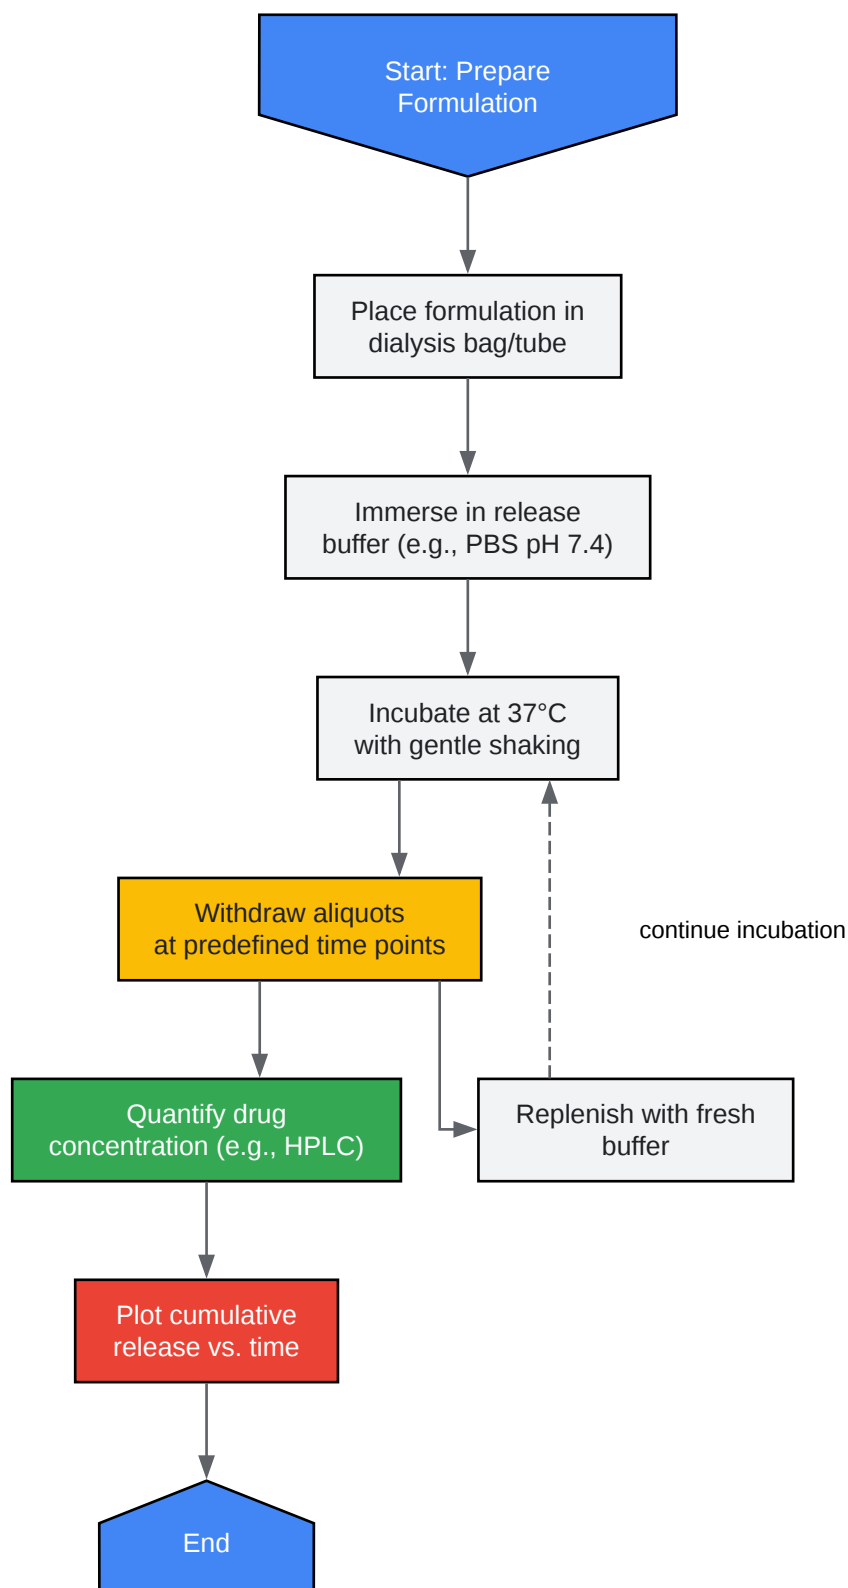 Start: Prepare
Formulation
Place formulation in
dialysis bag/tube
Immerse in release
buffer (e.g., PBS pH 7.4)
Incubate at 37°C
with gentle shaking
Withdraw aliquots
at predefined time points
continue incubation
Quantify drug
concentration (e.g., HPLC)
Replenish with fresh
buffer
Plot cumulative
release vs. time
End